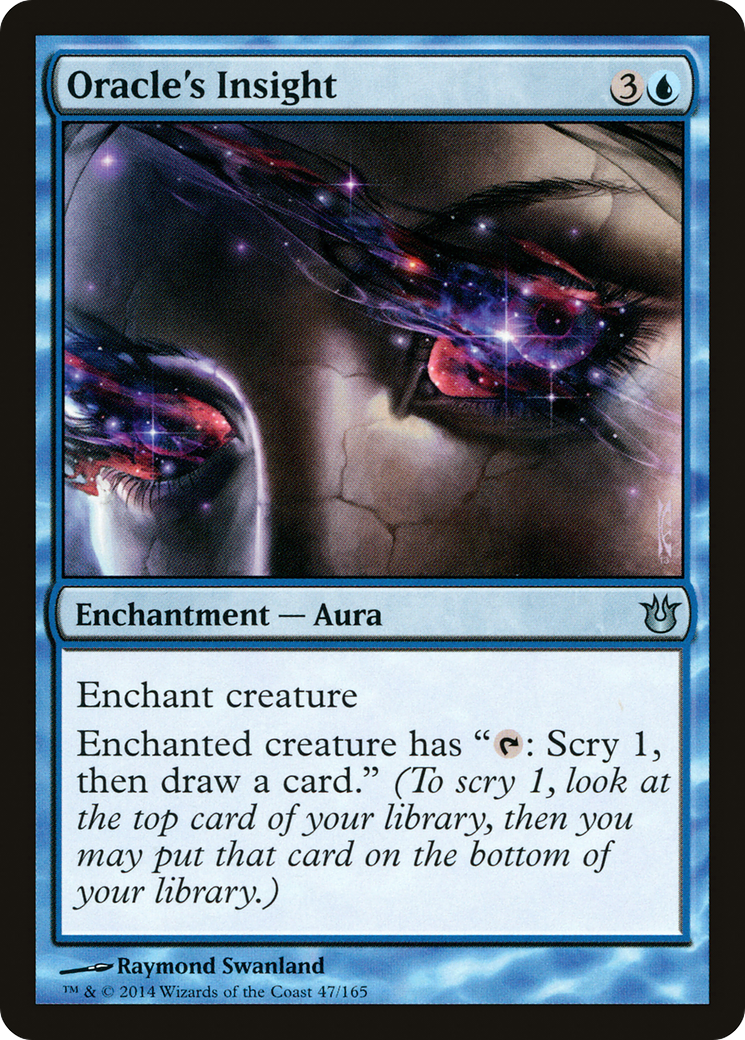 Oracle's Insight 3
Enchantment — Aura
Enchant creature
Enchanted creature has “: Scry 1,
then draw a card.” (To scry 1, look at
the top card of your library, then you
may put that card on the bottom of
your library.)
Raymond Swanland
™ & © 2014 Wizards of the Coast 47/165